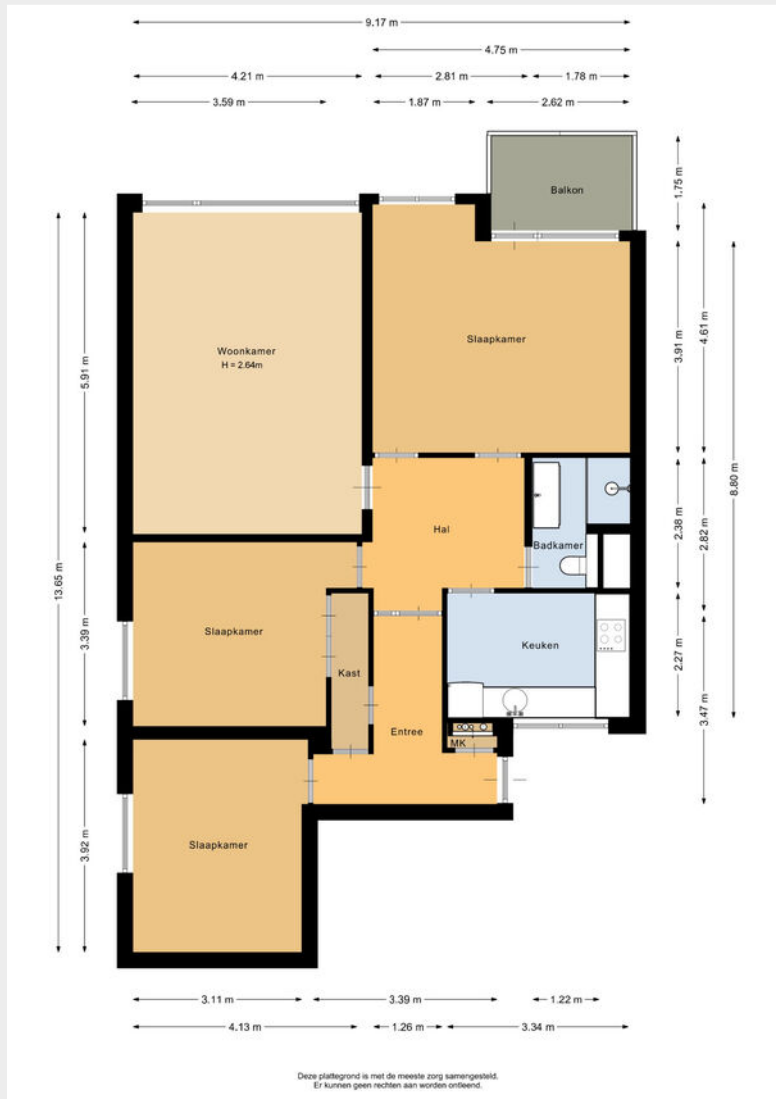 9.17 m
4.75 m
4.21 m
2.81 m
1.78 m
3.59 m
1.87 m
2.62 m
1.75 m
Balkon
4.61 m
3.91 m
5.91 m
Slaapkamer
Woonkamer
H = 2.64m
8.80 m
2.38 m
2.82 m
Hal
Badkamer
13.65 m
3.39 m
Slaapkamer
Kast
Keuken
2.27 m
3.47 m
Entree
MK
3.92 m
Slaapkamer
3.11 m
3.39 m
1.22 m
4.13 m
1.26 m
3.34 m
Deze plattegrond is met de meeste zorg samengesteld.
Er kunnen geen rechten aan worden ontleend.